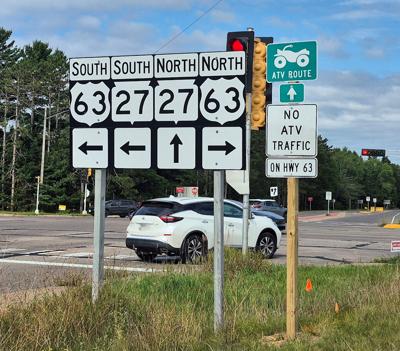 SOUTH SOUTH NORTH NORTH
63 27 27 63
ATV ROUTE
NO
ATV
TRAFFIC
ON HWY 63